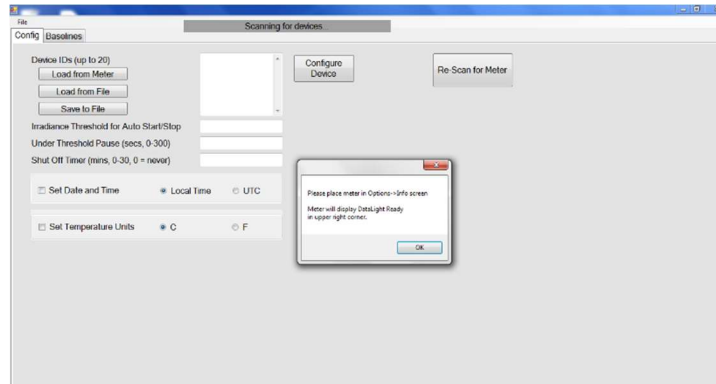 File
Scanning for devices...
Config Baselines
Device IDs (up to 20)
Load from Meter
Load from File
Save to File
Configure
Device
Re-Scan for Meter
Irradiance Threshold for Auto Start/Stop
Under Threshold Pause (secs, 0-300)
Shut Off Timer (mins, 0-30, 0 = never)
Set Date and Time Local Time UTC
Set Temperature Units C F
Please place meter in Options->Info screen
Meter will display DataLight Ready
in upper right corner.
OK